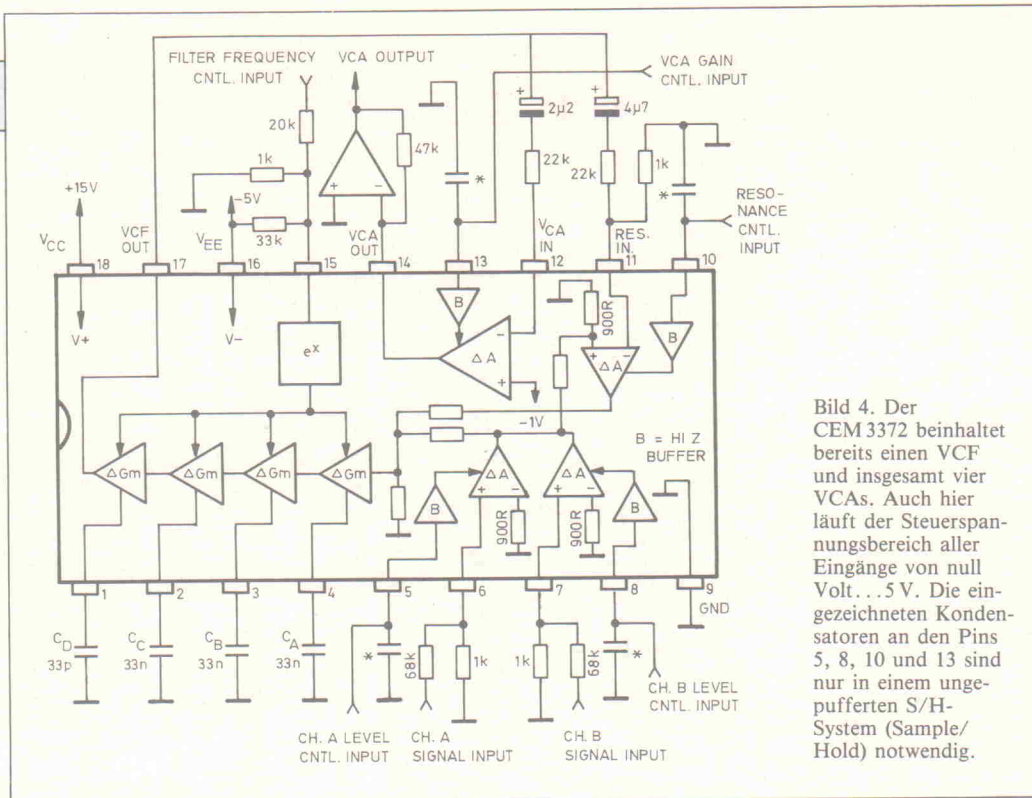 FILTER FREQUENCY
CNTL. INPUT
VCA OUTPUT
VCA GAIN
CNTL. INPUT
20k
47k
2µ2
4µ7
1k
22k
22k
1k
*
*
+15V
-5V
33k
RESO-
NANCE
CNTL.
INPUT
VCC
VCF
OUT
VEE
VCA
OUT
VCA
IN
RES.
IN.
18
17
16
15
14
13
12
11
10
V+
V-
B
900R
B
e^x
ΔA
ΔA
-1V
B = HI Z
BUFFER
ΔGm
ΔGm
ΔGm
ΔGm
ΔA
ΔA
B
B
900R
900R
1
2
3
4
5
6
7
8
9
GND
CD
33p
CC
33n
CB
33n
CA
33n
*
68k
1k
1k
68k
*
CH. A LEVEL
CNTL. INPUT
CH. A
SIGNAL INPUT
CH. B
SIGNAL INPUT
CH. B LEVEL
CNTL. INPUT
+
+
+
-
-
+
+
-
+
-
+
-
Bild 4. Der
CEM 3372 beinhaltet
bereits einen VCF
und insgesamt vier
VCAs. Auch hier
läuft der Steuerspan-
nungsbereich aller
Eingänge von null
Volt...5 V. Die ein-
gezeichneten Konden-
satoren an den Pins
5, 8, 10 und 13 sind
nur in einem unge-
pufferten S/H-
System (Sample/
Hold) notwendig.